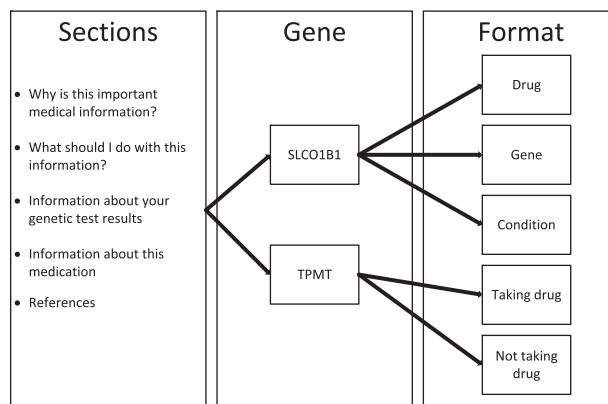 Sections
• Why is this important
medical information?
• What should I do with this
information?
• Information about your
genetic test results
• Information about this
medication
• References
Gene
SLCO1B1
TPMT
Format
Drug
Gene
Condition
Taking drug
Not taking
drug